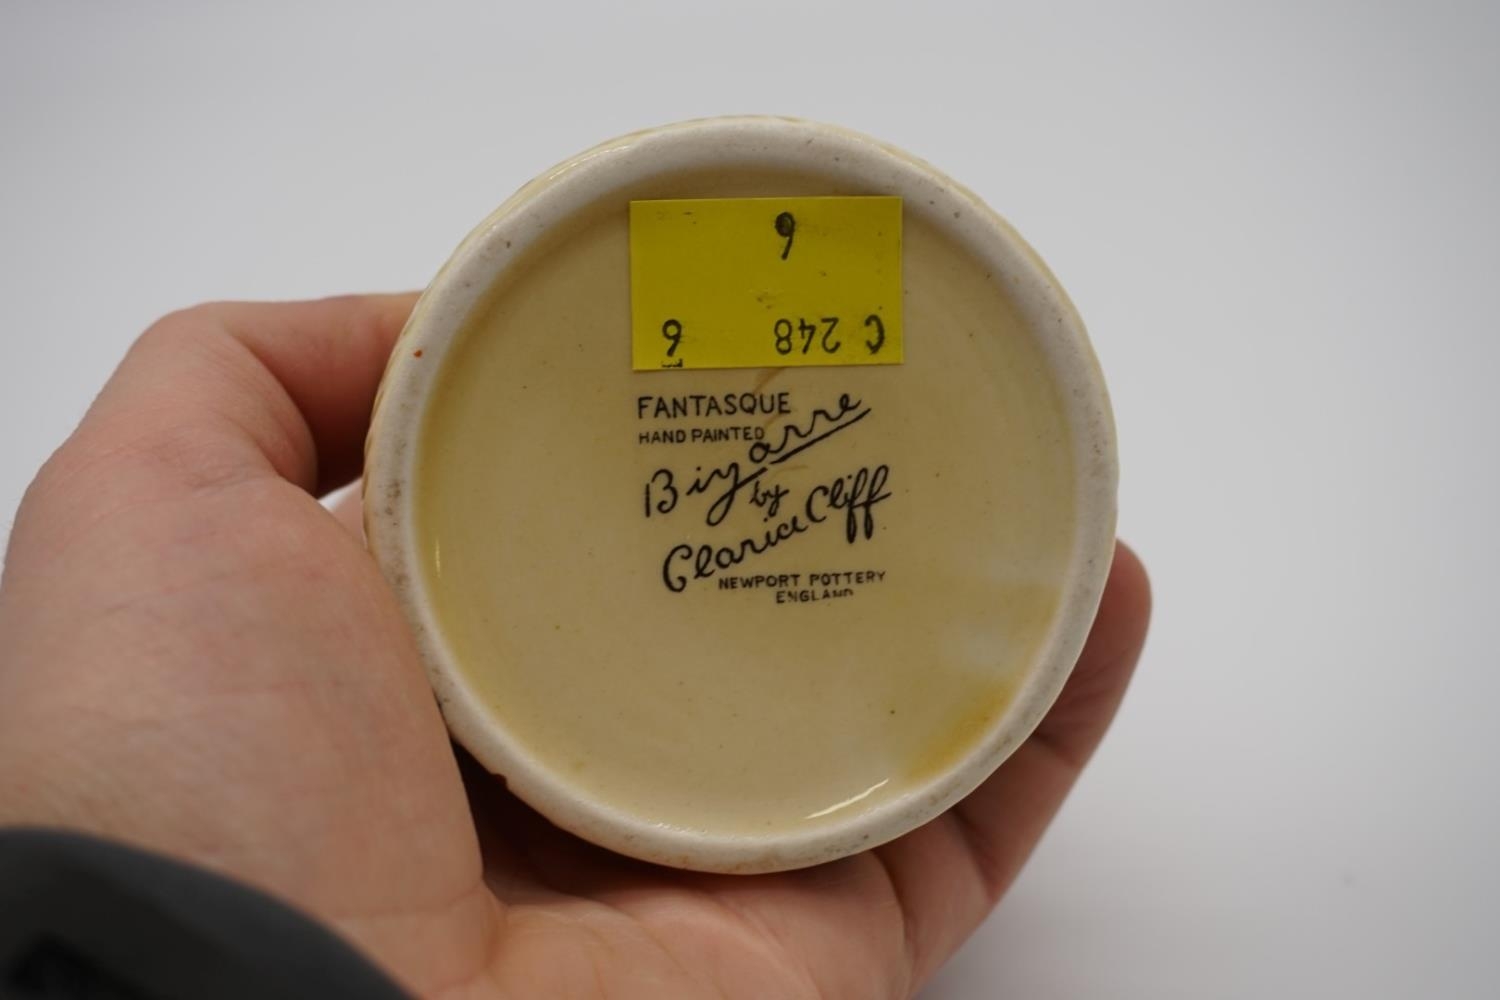 C 248 6
6
FANTASQUE
HAND PAINTED
Bizarre
by
Clarice Cliff
NEWPORT POTTERY
ENGLAND